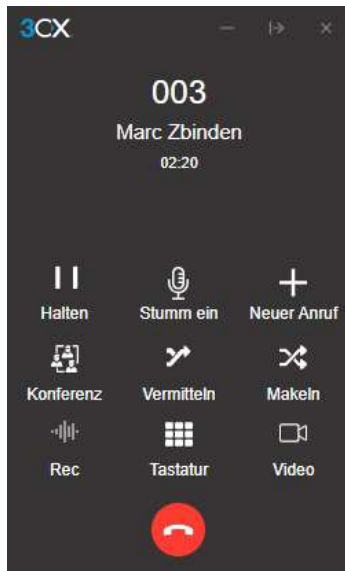 3CX
003
Marc Zbinden
02:20
Halten Stumm ein Neuer Anruf
Konferenz Vermitteln Makeln
Rec Tastatur Video